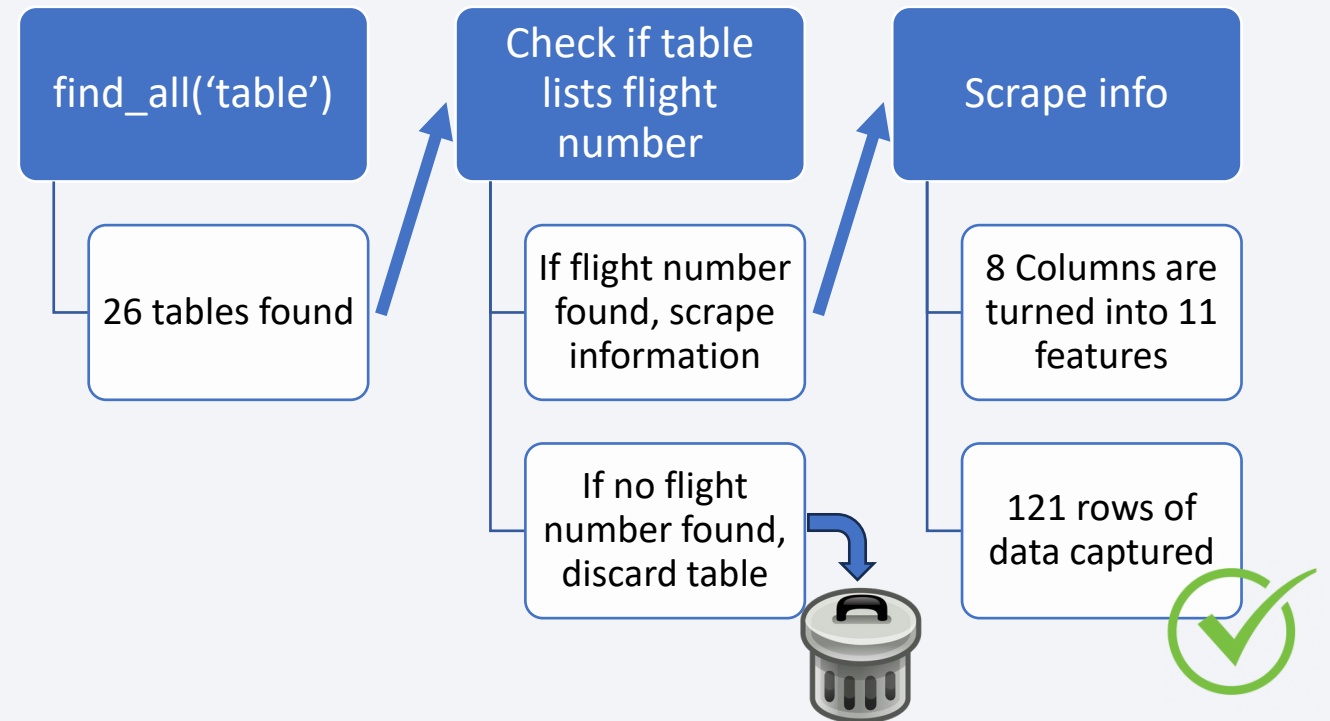 find_all(‘table’)
26 tables found
Check if table
lists flight
number
If flight number
found, scrape
information
If no flight
number found,
discard table
Scrape info
8 Columns are
turned into 11
features
121 rows of
data captured